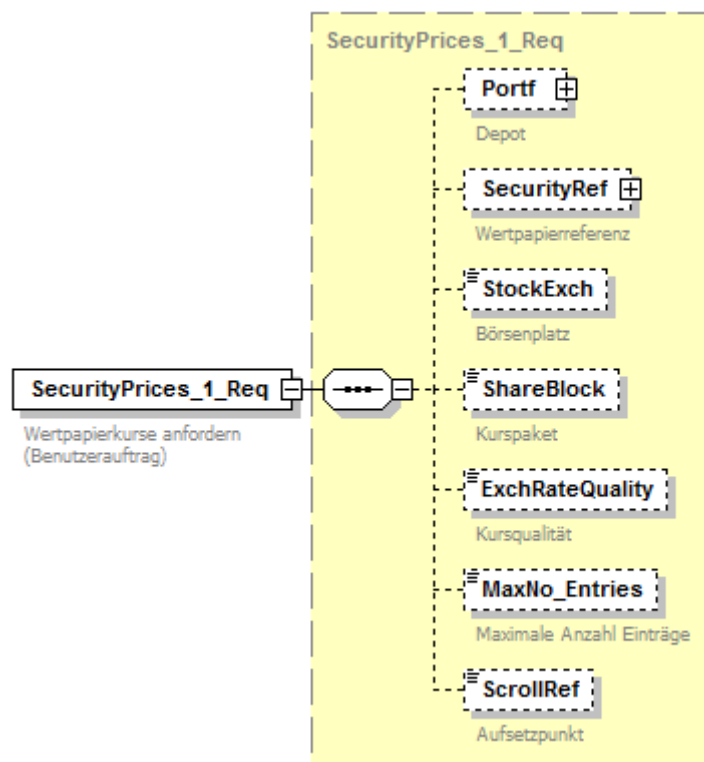 SecurityPrices_1_Req
Portf
Depot
SecurityRef
Wertpapierreferenz
StockExch
Börsenplatz
SecurityPrices_1_Req
Wertpapierkurse anfordern
(Benutzerauftrag)
ShareBlock
Kurspaket
ExchRateQuality
Kursqualität
MaxNo_Entries
Maximale Anzahl Einträge
ScrollRef
Aufsetzpunkt